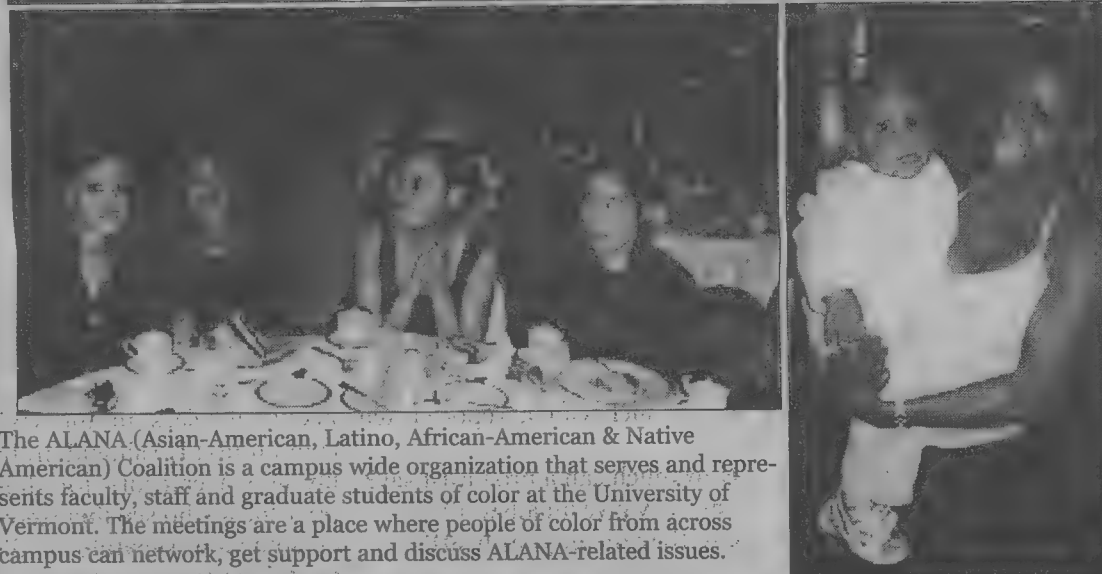 The ALANA (Asian-American, Latino, African-American & Native
American) Coalition is a campus wide organization that serves and repre-
sents faculty, staff and graduate students of color at the University of
Vermont. The meetings are a place where people of color from across
campus can network, get support and discuss ALANA-related issues.